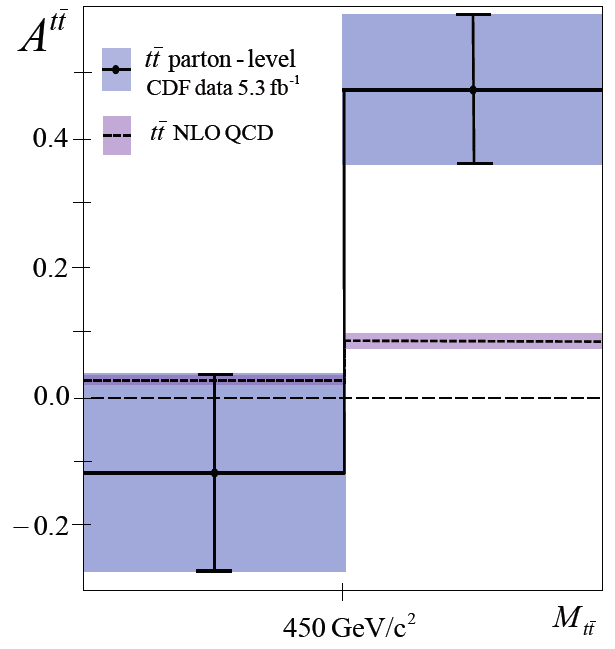 A^{tt̄}
tt̄ parton - level
CDF data 5.3 fb⁻¹
tt̄ NLO QCD
0.4
0.2
0.0
−0.2
450 GeV/c²
M_{tt̄}